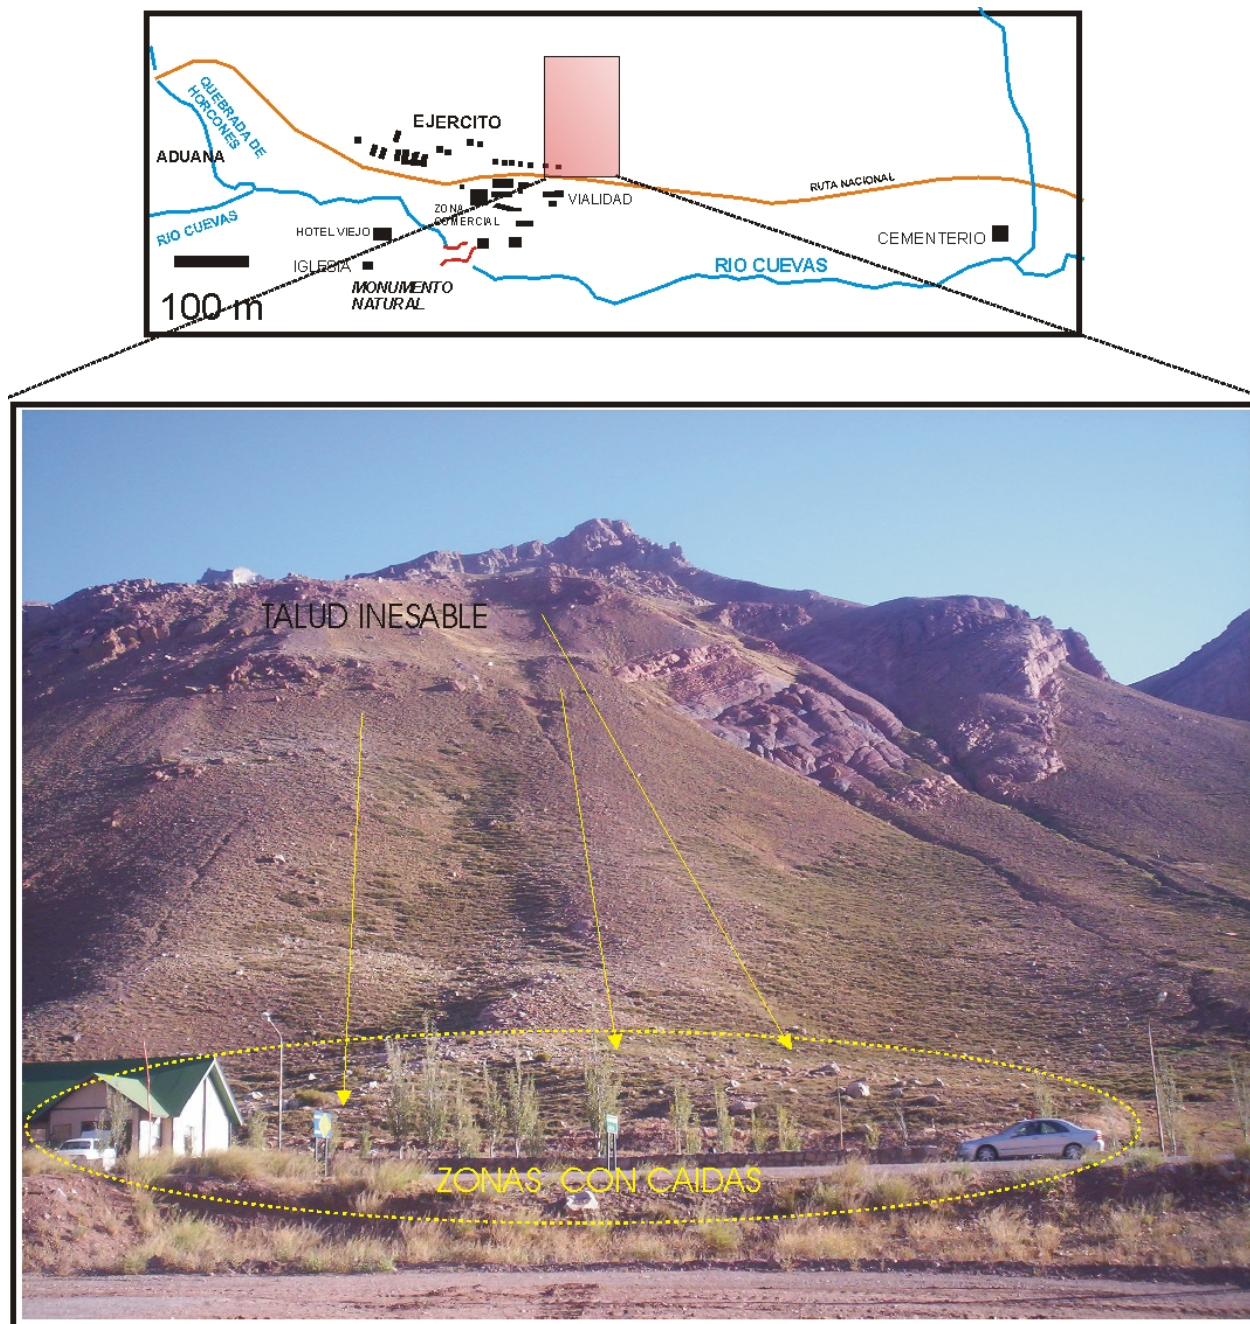 QUEBRADA DE
HORCONES
EJERCITO
ADUANA
RUTA NACIONAL
VIALIDAD
ZONA
COMERCIAL
RIO CUEVAS
HOTEL VIEJO
CEMENTERIO
IGLESIA
RIO CUEVAS
MONUMENTO
NATURAL
100 m
TALUD INESABLE
ZONAS CON CAIDAS